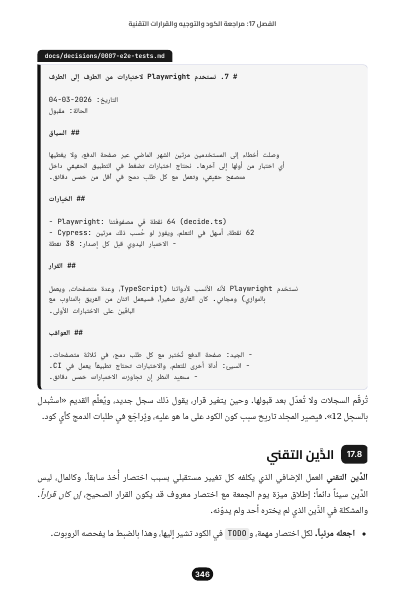 الفصل 17: مراجعة الكود والتوجيه والقرارات التقنية
docs/decisions/0007-e2e-tests.md
# 7. نستخدم Playwright لاختبارات من الطرف إلى الطرف
التاريخ: 2026-03-04
الحالة: مقبول
## السياق
وصلت أخطاء إلى المستخدمين مرتين الشهر الماضي عبر صفحة الدفع، ولا يغطيها
أي اختبار من أولها إلى آخرها. نحتاج اختبارات تضغط في التطبيق الحقيقي داخل
متصفح حقيقي، وتعمل مع كل طلب دمج في أقل من خمس دقائق.
## الخيارات
- Playwright: 64 نقطة في مصفوفتنا (decide.ts)
- Cypress: 62 نقطة، أسهل في التعلم، ويفوز لو حُسب ذلك مرتين
- الاختبار اليدوي قبل كل إصدار: 38 نقطة
## القرار
نستخدم Playwright لأنه الأنسب لأدواتنا (TypeScript، وعدة متصفحات، ويعمل
بالتوازي) ومجاني. كان الفارق صغيراً، فسيعمل اثنان من الفريق بالتناوب مع
الباقين على الاختبارات الأولى.
## العواقب
- الجيد: صفحة الدفع تُختبر مع كل طلب دمج، في ثلاثة متصفحات.
- السيئ: أداة أخرى للتعلم، والاختبارات تحتاج تطبيقاً يعمل في CI.
- سنعيد النظر إن تجاوزت الاختبارات خمس دقائق.
تُرقَّم السجلات ولا تُعدَّل بعد قبولها. وحين يتغير قرار، يقول ذلك سجل جديد، ويُعلَّم القديم «استُبدل
بالسجل 12». فيصير المجلد تاريخ سبب كون الكود على ما هو عليه، ويُراجَع في طلبات الدمج كأي كود.
17.8 الدَّين التقني
الدَّين التقني العمل الإضافي الذي يكلفه كل تغيير مستقبلي بسبب اختصار أُخذ سابقاً. وكالمال، ليس
الدَّين سيئاً دائماً: إطلاق ميزة يوم الجمعة مع اختصار معروف قد يكون القرار الصحيح، إن كان قراراً.
والمشكلة في الدَّين الذي لم يختره أحد ولم يدوّنه.
• اجعله مرئياً. لكل اختصار مهمة، و TODO في الكود تشير إليها، وهذا بالضبط ما يفحصه الروبوت.
346